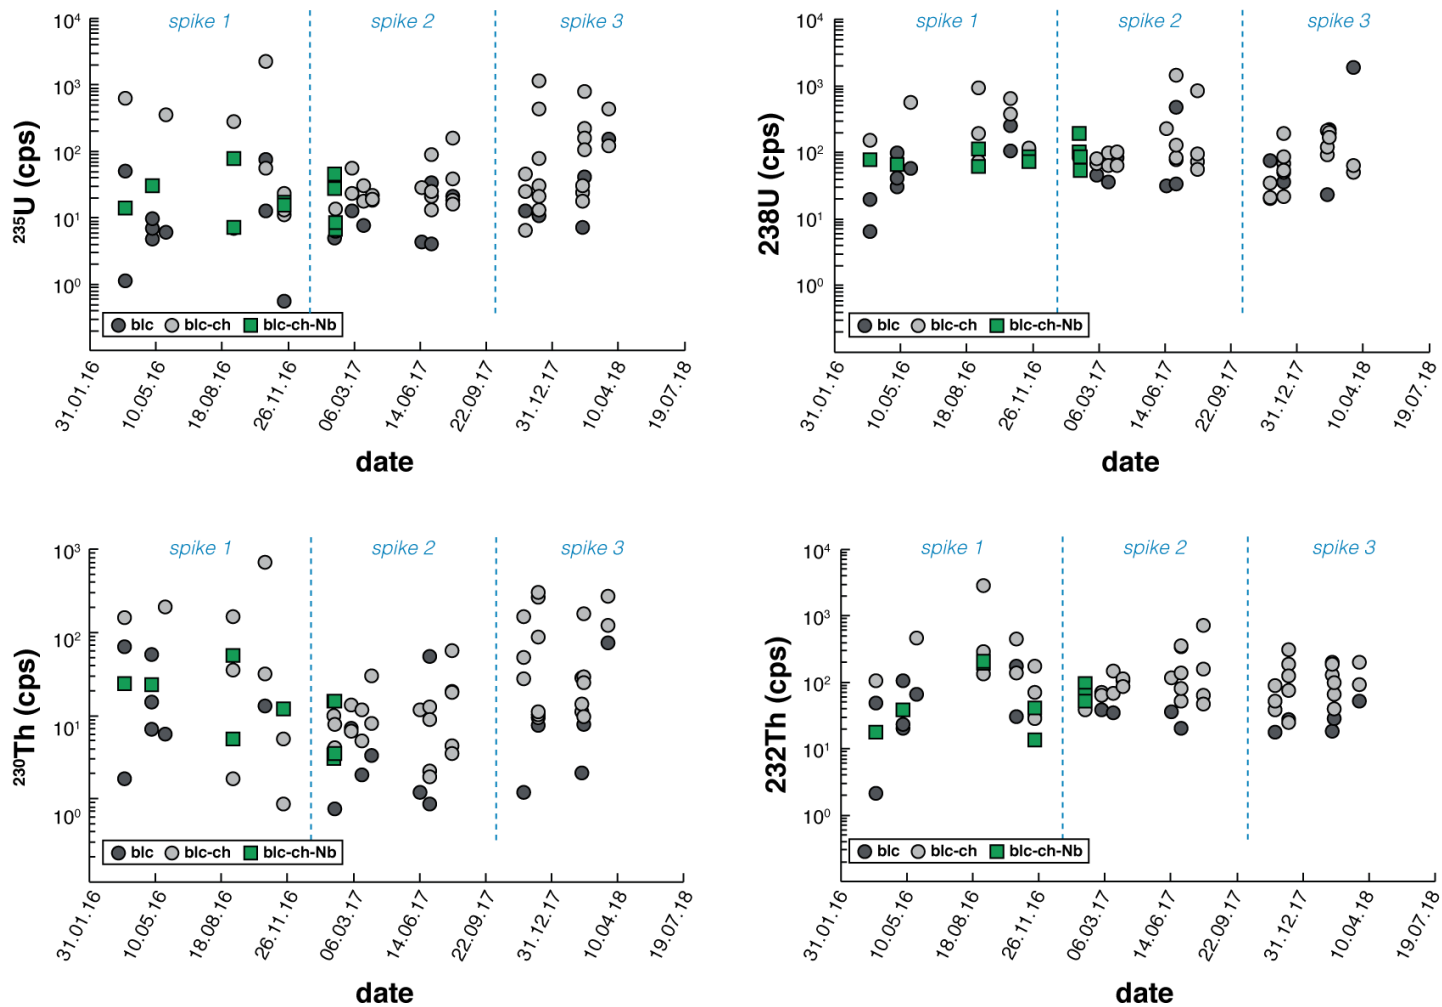 spike 1 spike 2 spike 3
10⁴
10³
10²
10¹
10⁰
²³⁵U (cps)
blc blc-ch blc-ch-Nb
31.01.16 10.05.16 18.08.16 26.11.16 06.03.17 14.06.17 22.09.17 31.12.17 10.04.18 19.07.18
date
spike 1 spike 2 spike 3
10⁴
10³
10²
10¹
10⁰
238U (cps)
blc blc-ch blc-ch-Nb
31.01.16 10.05.16 18.08.16 26.11.16 06.03.17 14.06.17 22.09.17 31.12.17 10.04.18 19.07.18
date
spike 1 spike 2 spike 3
10³
10²
10¹
10⁰
²³⁰Th (cps)
blc blc-ch blc-ch-Nb
31.01.16 10.05.16 18.08.16 26.11.16 06.03.17 14.06.17 22.09.17 31.12.17 10.04.18 19.07.18
date
spike 1 spike 2 spike 3
10⁴
10³
10²
10¹
10⁰
232Th (cps)
blc blc-ch blc-ch-Nb
31.01.16 10.05.16 18.08.16 26.11.16 06.03.17 14.06.17 22.09.17 31.12.17 10.04.18 19.07.18
date